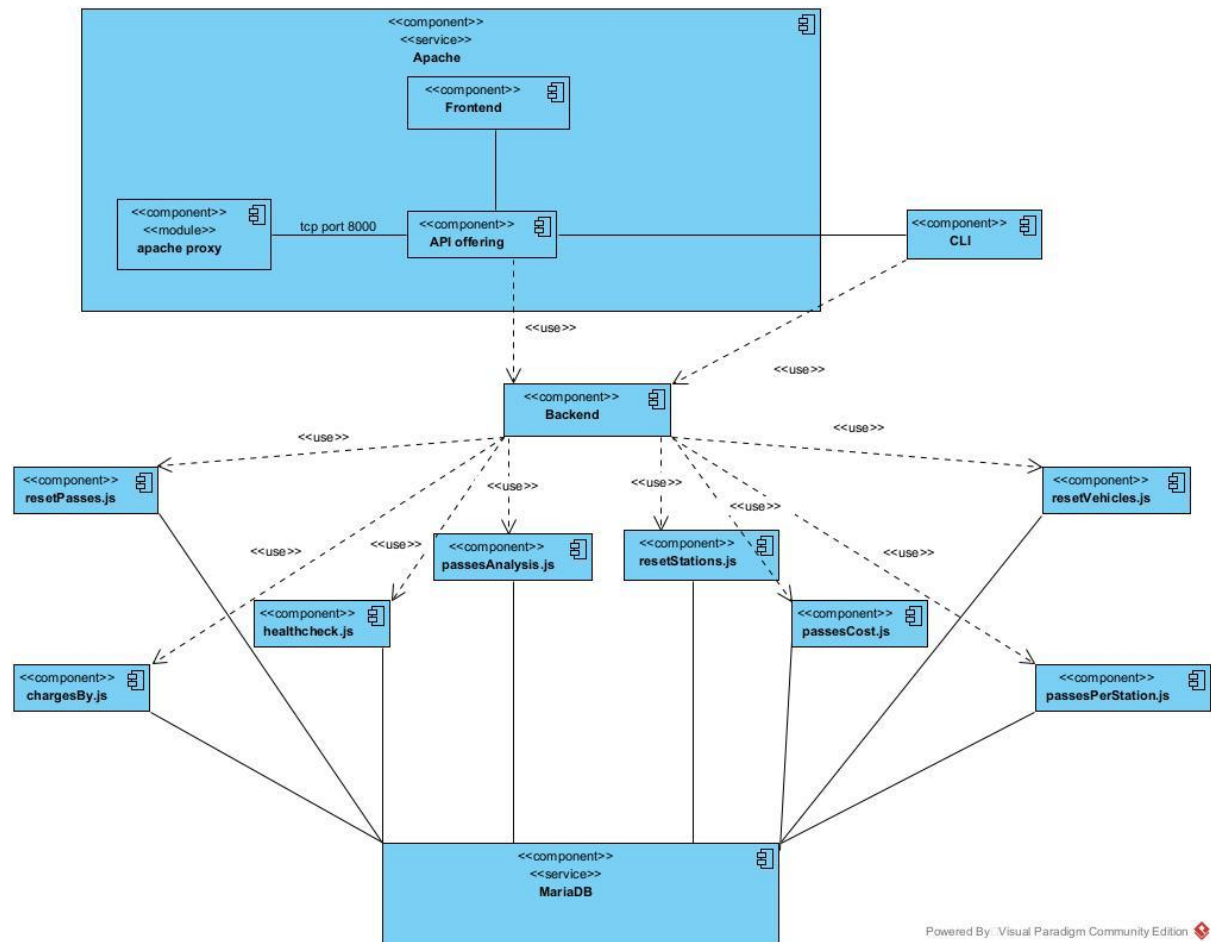 <<component>>
<<service>>
Apache
<<component>>
Frontend
<<component>>
<<module>>
apache proxy
tcp port 8000
<<component>>
API offering
<<component>>
CLI
<<use>>
<<use>>
<<component>>
Backend
<<use>>
<<use>>
<<component>>
resetPasses.js
<<component>>
resetVehicles.js
<<use>>
<<use>>
<<use>>
<<use>>
<<use>>
<<use>>
<<component>>
passesAnalysis.js
<<component>>
resetStations.js
<<component>>
healthcheck.js
<<component>>
passesCost.js
<<component>>
chargesBy.js
<<component>>
passesPerStation.js
<<component>>
<<service>>
MariaDB
Powered By Visual Paradigm Community Edition